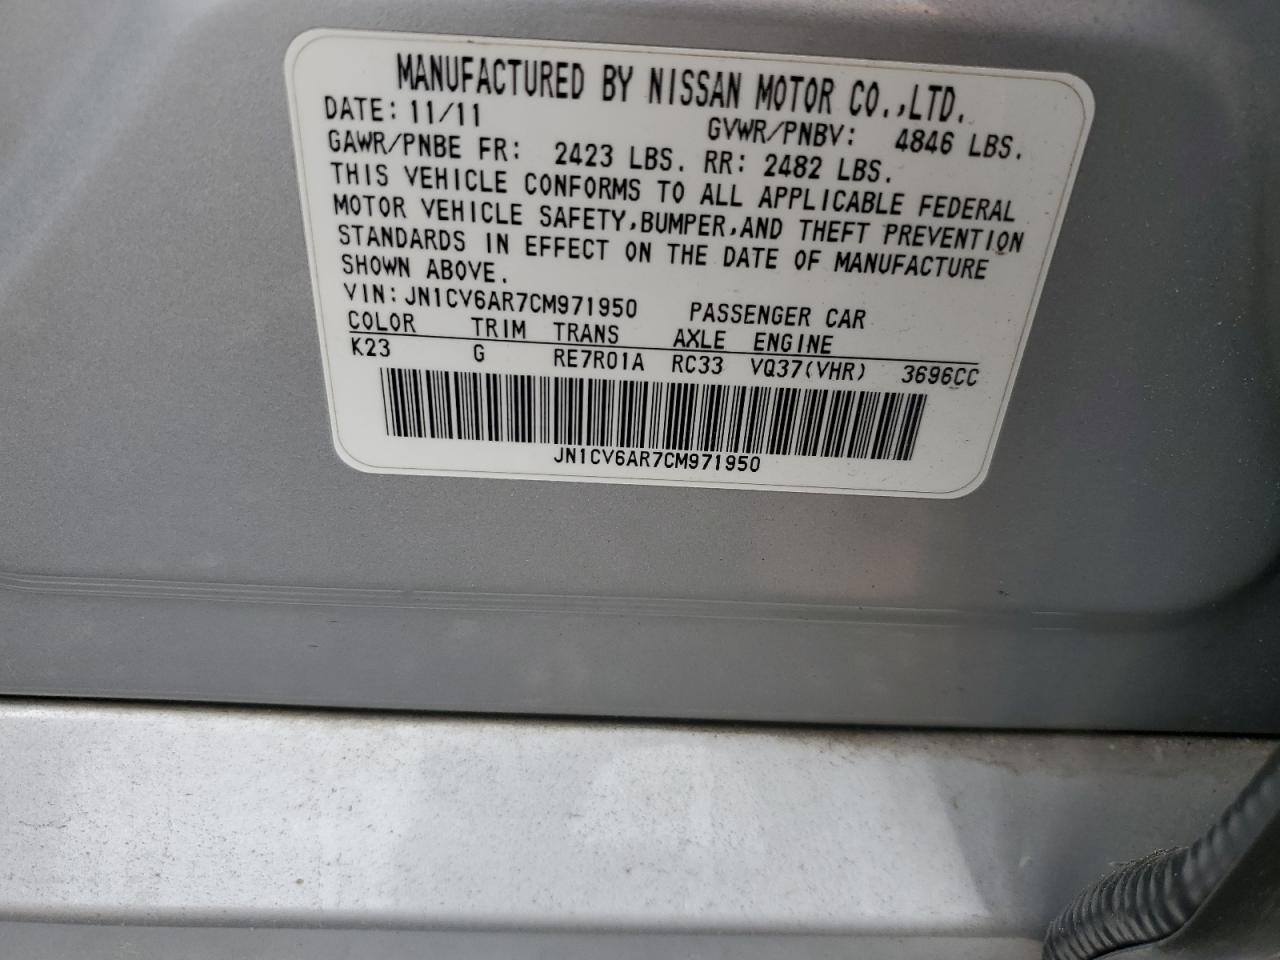 MANUFACTURED BY NISSAN MOTOR CO.,LTD.
DATE: 11/11 GVWR/PNBV: 4846 LBS.
GAWR/PNBE FR: 2423 LBS. RR: 2482 LBS.
THIS VEHICLE CONFORMS TO ALL APPLICABLE FEDERAL
MOTOR VEHICLE SAFETY,BUMPER,AND THEFT PREVENTION
STANDARDS IN EFFECT ON THE DATE OF MANUFACTURE
SHOWN ABOVE.
VIN: JN1CV6AR7CM971950 PASSENGER CAR
COLOR TRIM TRANS AXLE ENGINE
K23 G RE7R01A RC33 VQ37(VHR) 3696CC
JN1CV6AR7CM971950